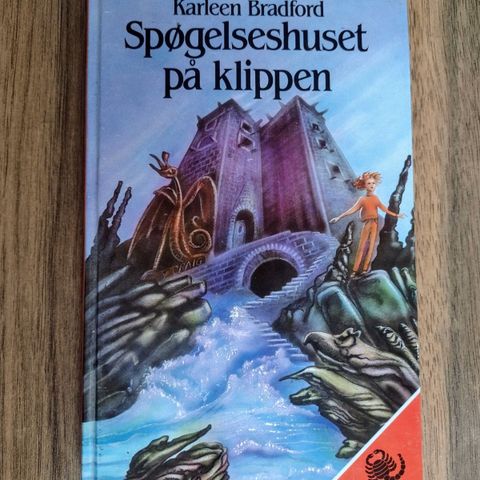 Karleen Bradford
Spøgelseshuset
på klippen